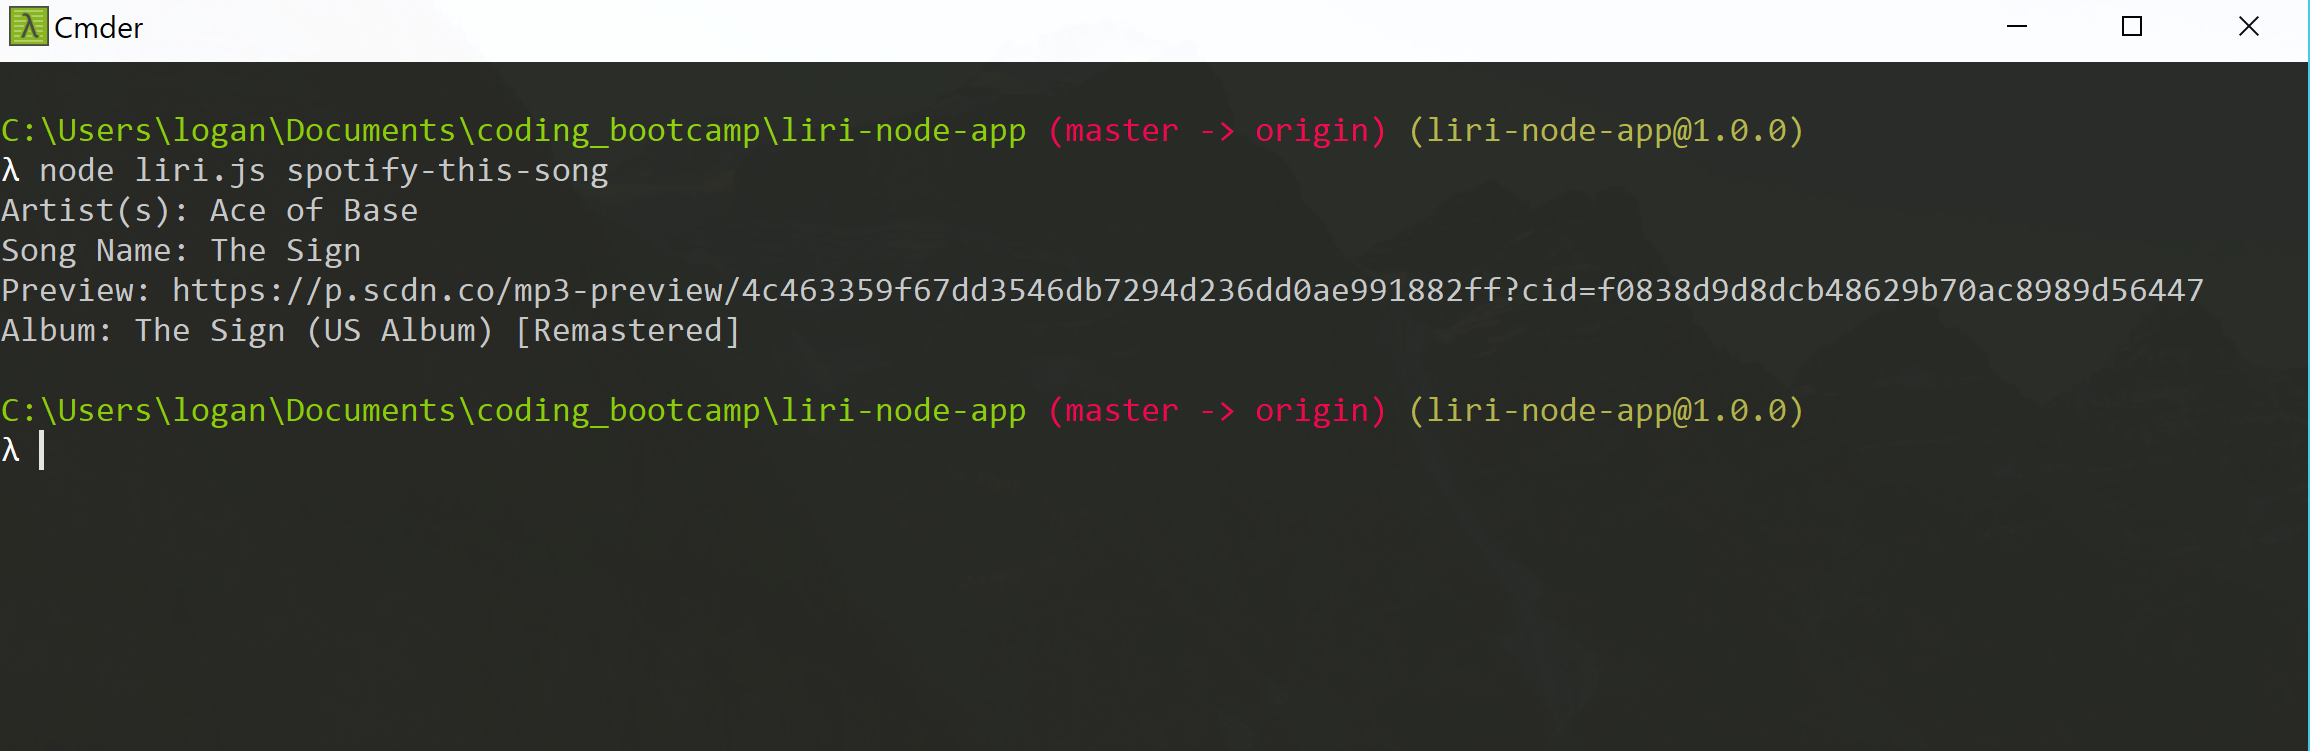 Cmder
C:\Users\logan\Documents\coding_bootcamp\liri-node-app (master -> origin) (liri-node-app@1.0.0)
λ node liri.js spotify-this-song
Artist(s): Ace of Base
Song Name: The Sign
Preview: https://p.scdn.co/mp3-preview/4c463359f67dd3546db7294d236dd0ae991882ff?cid=f0838d9d8dcb48629b70ac8989d56447
Album: The Sign (US Album) [Remastered]
C:\Users\logan\Documents\coding_bootcamp\liri-node-app (master -> origin) (liri-node-app@1.0.0)
λ